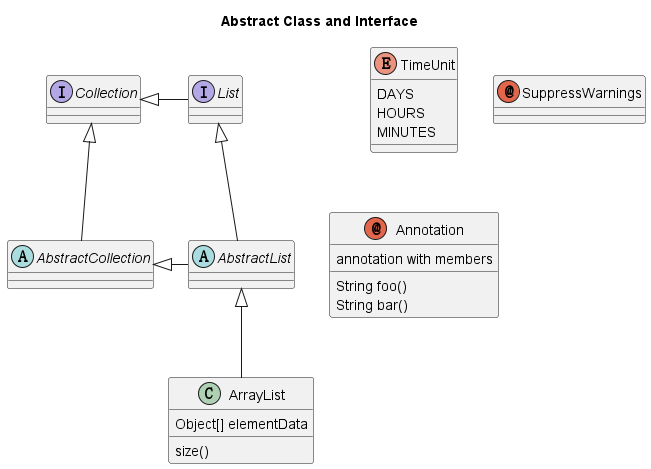 Abstract Class and Interface
I Collection
I List
E TimeUnit
DAYS
HOURS
MINUTES
@ SuppressWarnings
A AbstractCollection
A AbstractList
@ Annotation
annotation with members
String foo()
String bar()
C ArrayList
Object[] elementData
size()